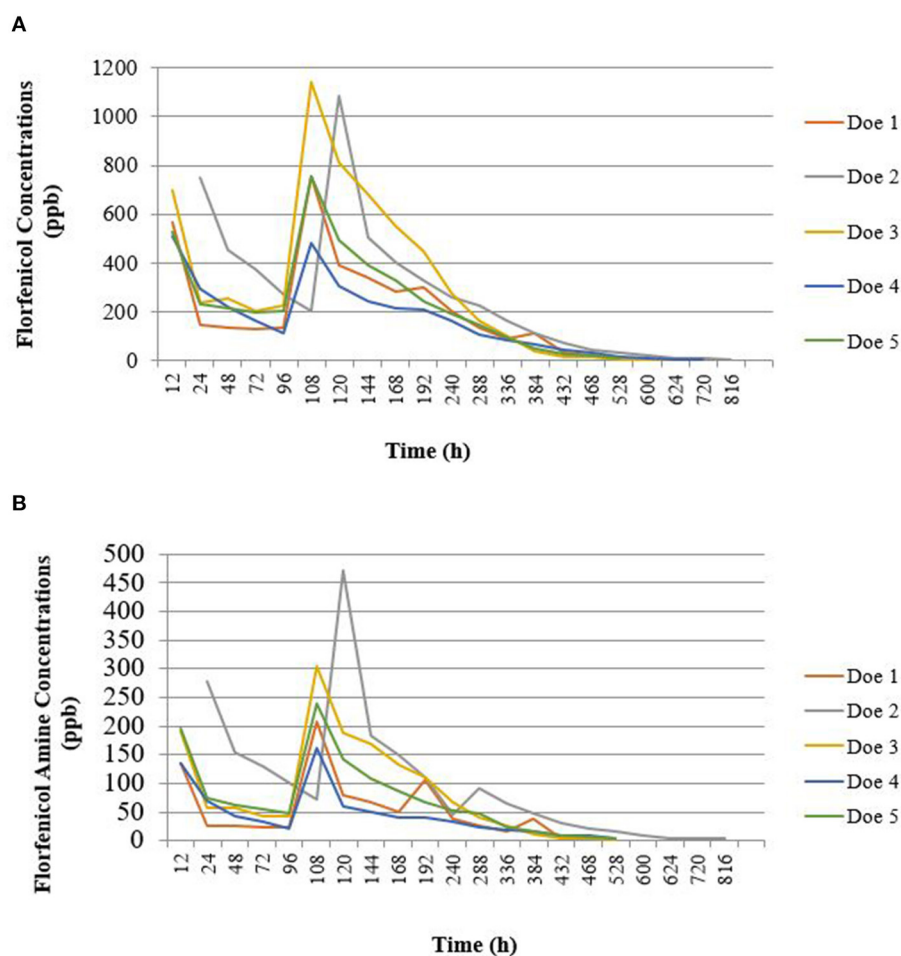 A
1200
1000
800
600
400
200
0
Florfenicol Concentrations
(ppb)
12 24 48 72 96 108 120 144 168 192 240 288 336 384 432 468 528 600 624 720 816
Time (h)
Doe 1
Doe 2
Doe 3
Doe 4
Doe 5
B
500
450
400
350
300
250
200
150
100
50
0
Florfenicol Amine Concentrations
(ppb)
12 24 48 72 96 108 120 144 168 192 240 288 336 384 432 468 528 600 624 720 816
Time (h)
Doe 1
Doe 2
Doe 3
Doe 4
Doe 5